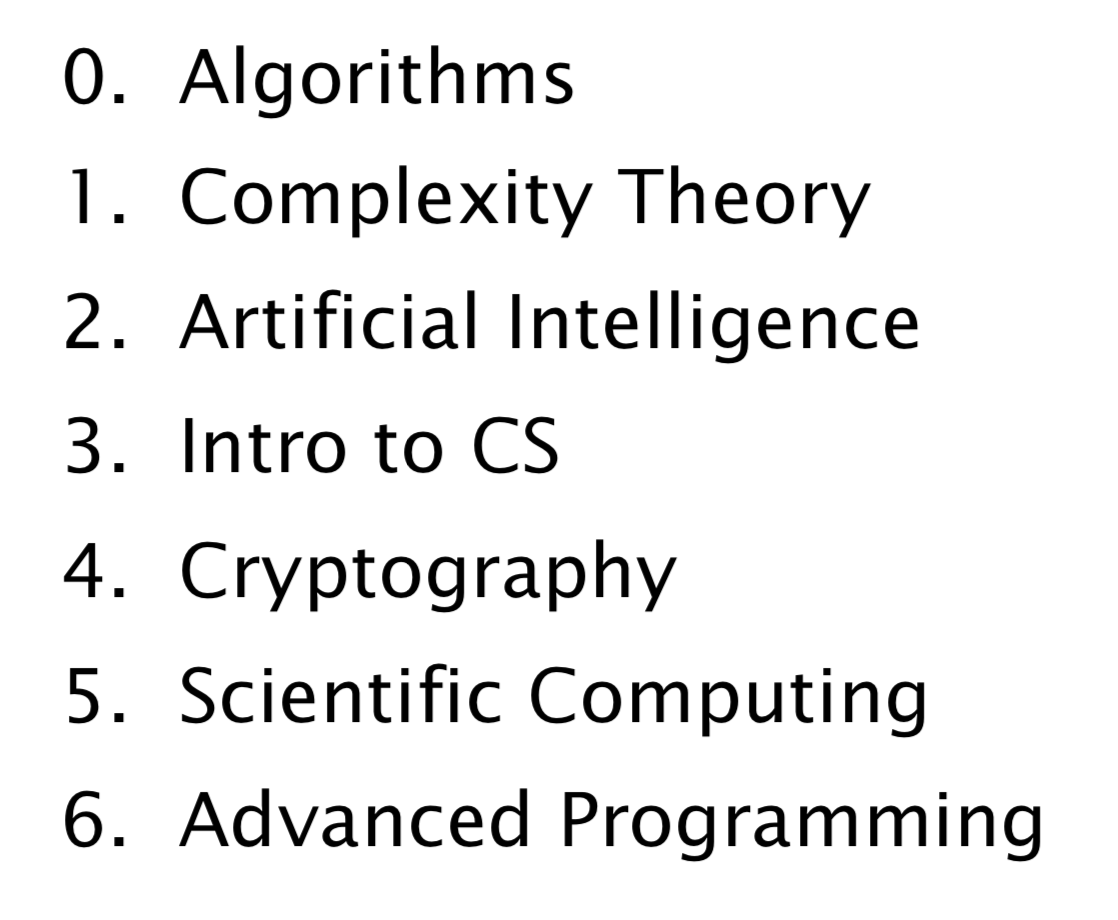 0. Algorithms
1. Complexity Theory
2. Artificial Intelligence
3. Intro to CS
4. Cryptography
5. Scientific Computing
6. Advanced Programming